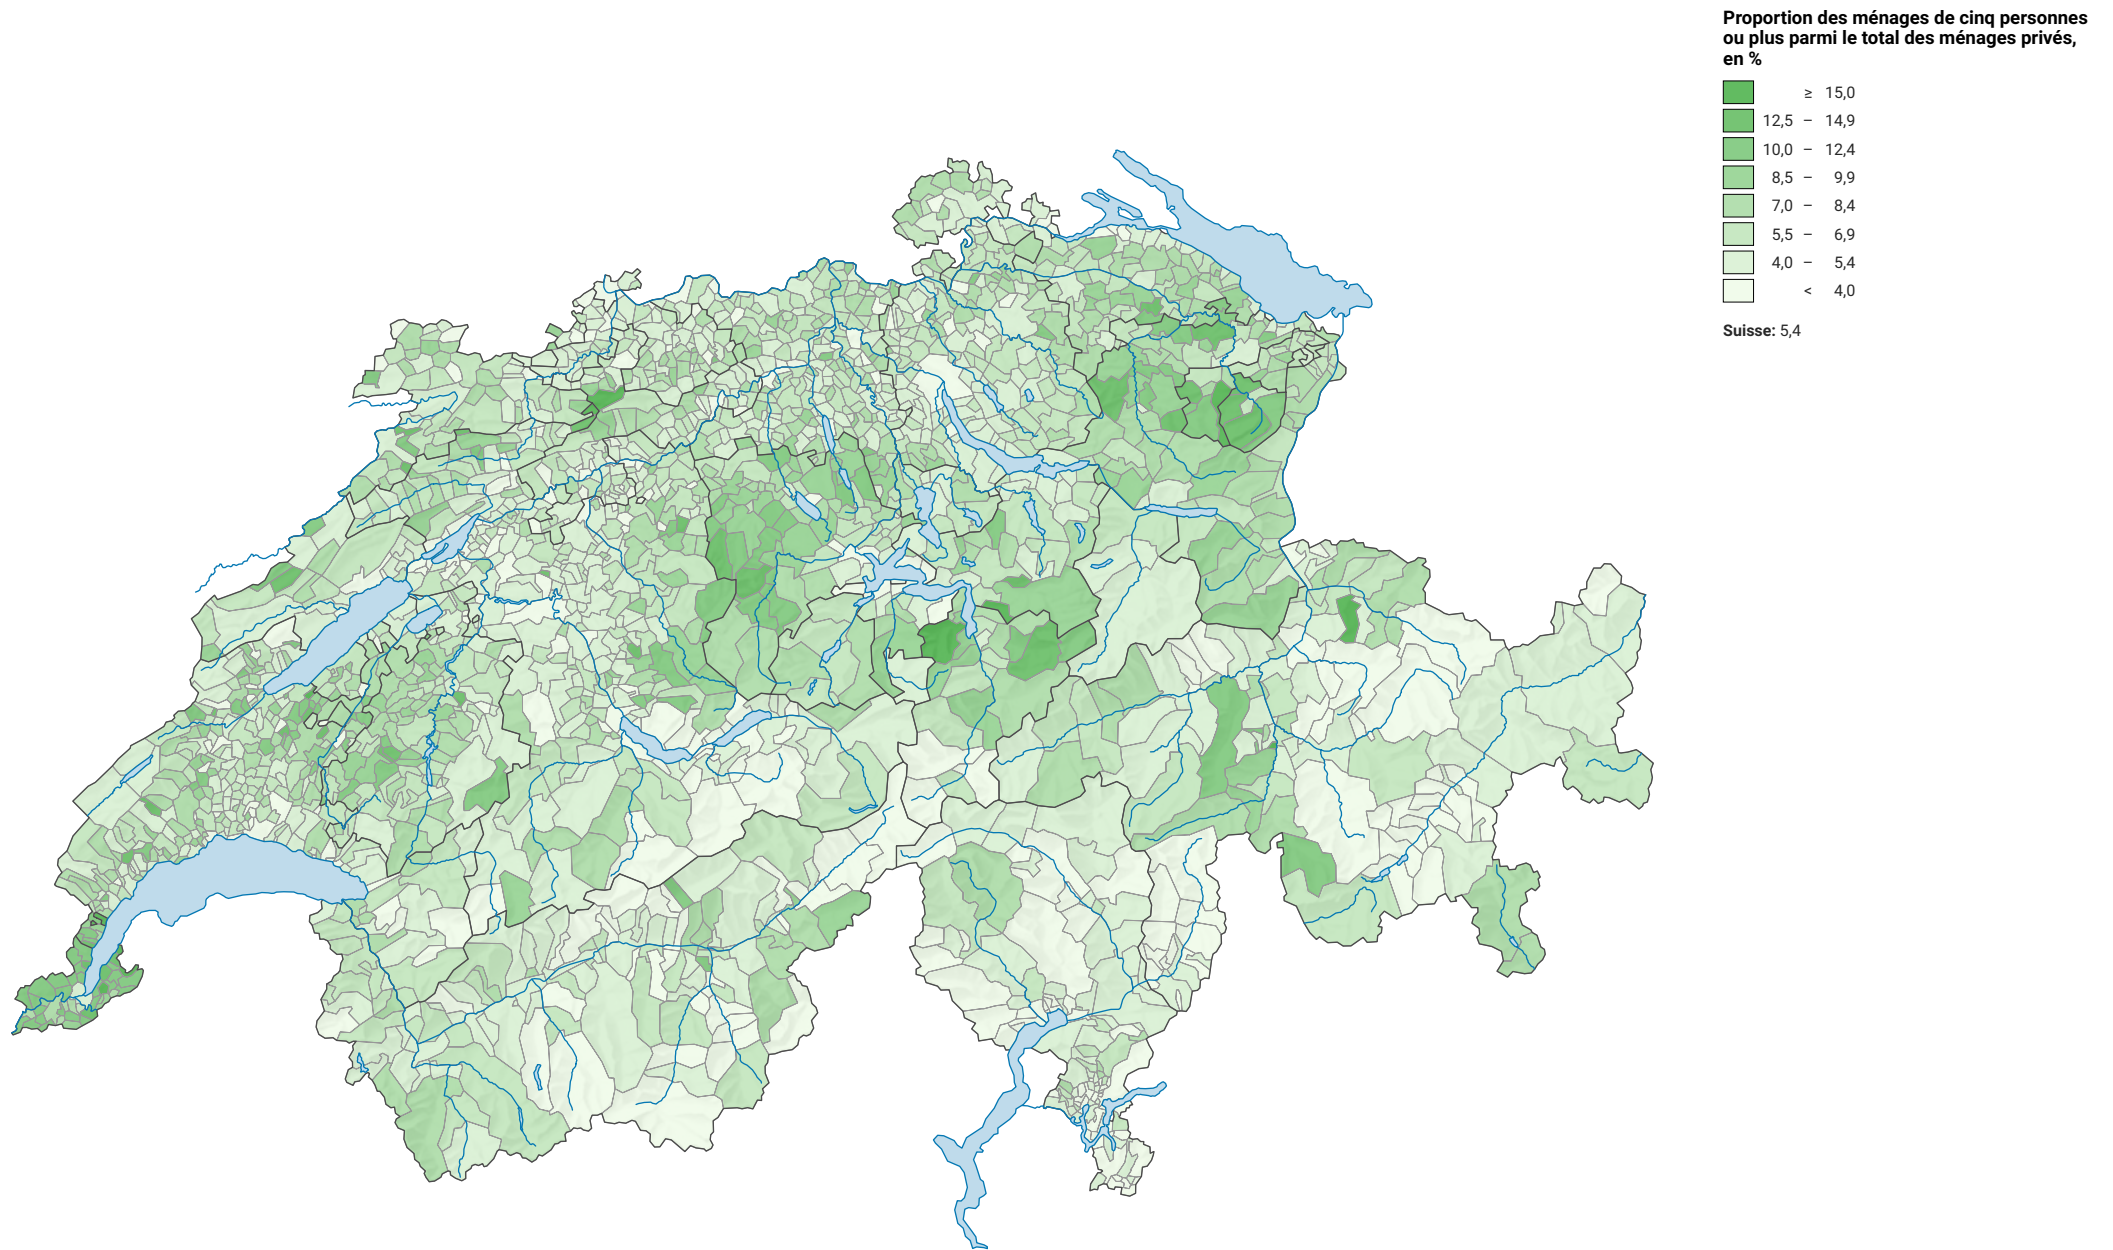 Proportion des ménages de cinq personnes
ou plus parmi le total des ménages privés,
en %
≥ 15,0
12,5 – 14,9
10,0 – 12,4
8,5 – 9,9
7,0 – 8,4
5,5 – 6,9
4,0 – 5,4
< 4,0
Suisse: 5,4